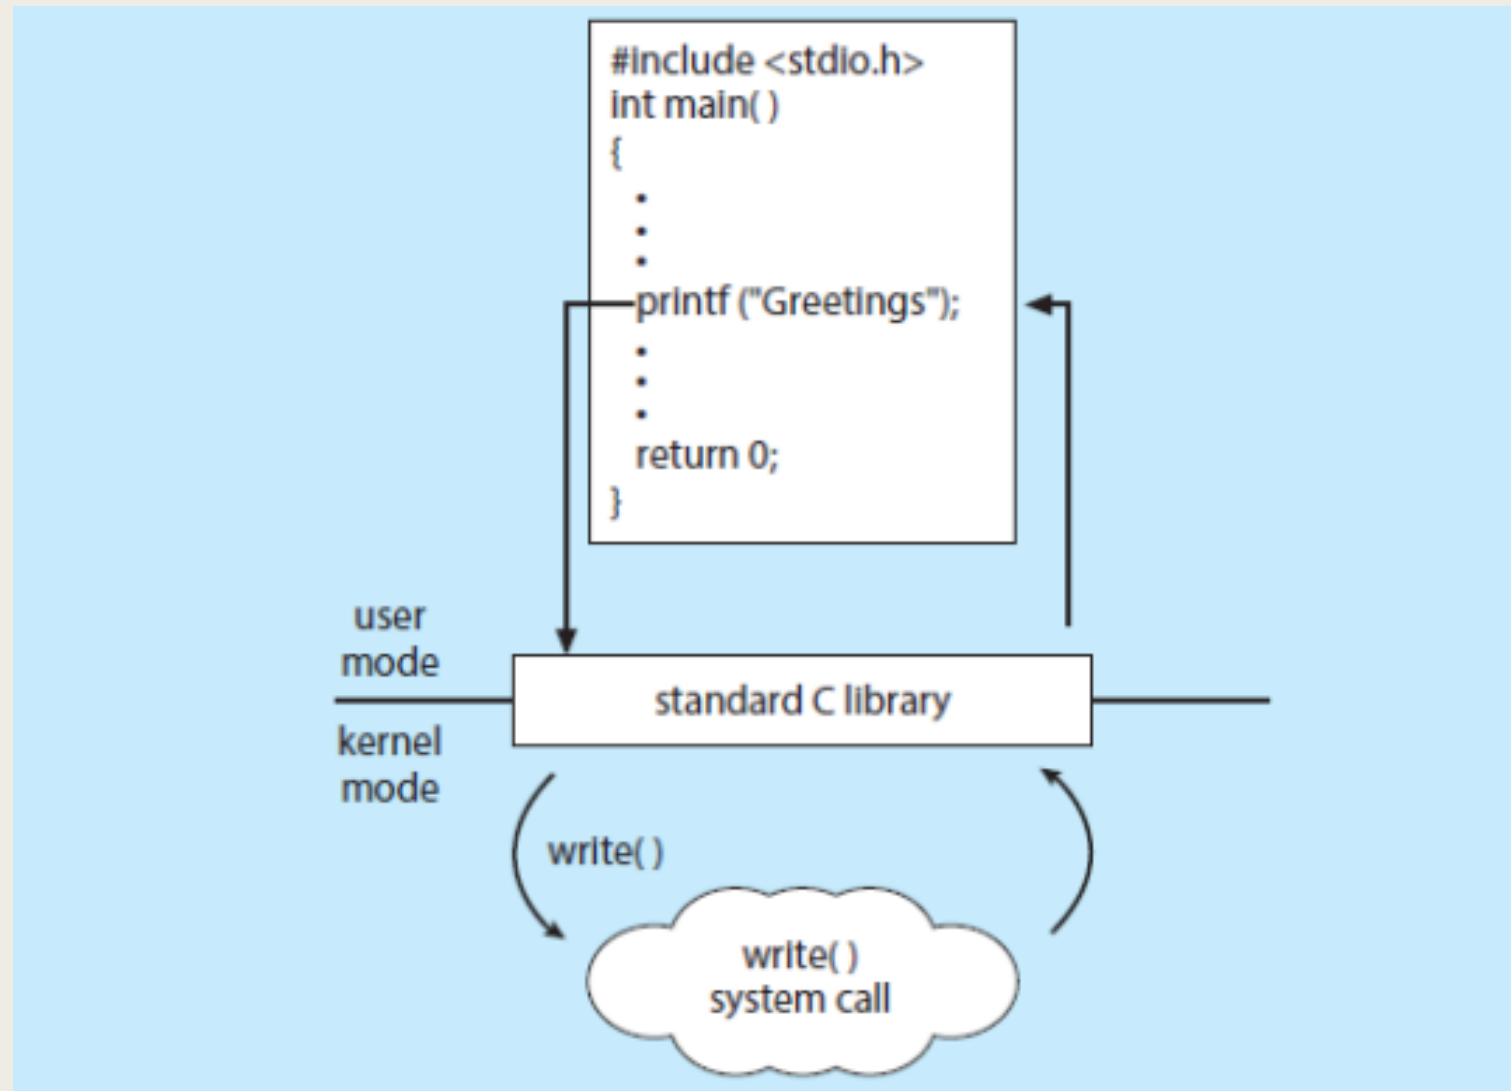 #include <stdio.h>
int main( )
{
•
•
•
printf ("Greetings");
•
•
•
return 0;
}
user
mode
standard C library
kernel
mode
write( )
write( )
system call